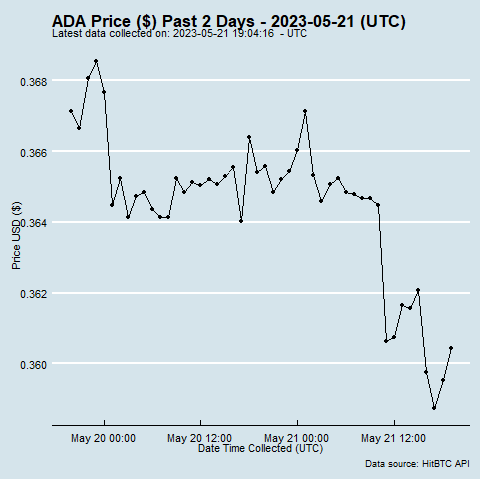 ADA Price ($) Past 2 Days - 2023-05-21 (UTC)
Latest data collected on: 2023-05-21 19:04:16  - UTC
0.368
0.366
0.364
0.362
0.360
Price USD ($)
May 20 00:00
May 20 12:00
May 21 00:00
May 21 12:00
Date Time Collected (UTC)
Data source: HitBTC API